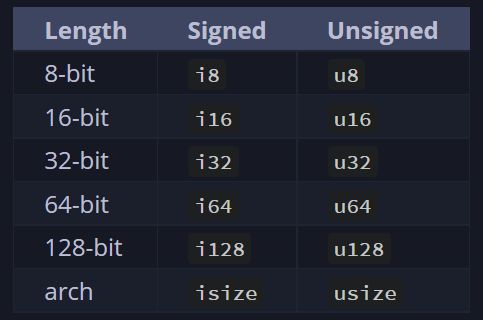 Length Signed Unsigned
8-bit i8 u8
16-bit i16 u16
32-bit i32 u32
64-bit i64 u64
128-bit i128 u128
arch isize usize